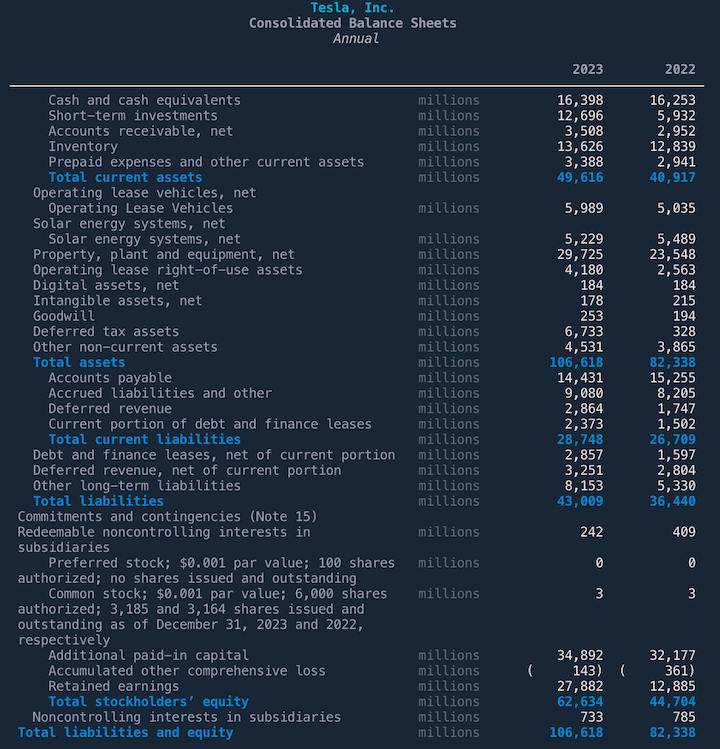 Tesla, Inc.
Consolidated Balance Sheets
Annual
2023 2022
Cash and cash equivalents millions 16,398 16,253
Short-term investments millions 12,696 5,932
Accounts receivable, net millions 3,508 2,952
Inventory millions 13,626 12,839
Prepaid expenses and other current assets millions 3,388 2,941
Total current assets millions 49,616 40,917
Operating lease vehicles, net
Operating Lease Vehicles millions 5,989 5,035
Solar energy systems, net
Solar energy systems, net millions 5,229 5,489
Property, plant and equipment, net millions 29,725 23,548
Operating lease right-of-use assets millions 4,180 2,563
Digital assets, net millions 184 184
Intangible assets, net millions 178 215
Goodwill millions 253 194
Deferred tax assets millions 6,733 328
Other non-current assets millions 4,531 3,865
Total assets millions 106,618 82,338
Accounts payable millions 14,431 15,255
Accrued liabilities and other millions 9,080 8,205
Deferred revenue millions 2,864 1,747
Current portion of debt and finance leases millions 2,373 1,502
Total current liabilities millions 28,748 26,709
Debt and finance leases, net of current portion millions 2,857 1,597
Deferred revenue, net of current portion millions 3,251 2,804
Other long-term liabilities millions 8,153 5,330
Total liabilities millions 43,009 36,440
Commitments and contingencies (Note 15)
Redeemable noncontrolling interests in millions 242 409
subsidiaries
Preferred stock; $0.001 par value; 100 shares millions 0 0
authorized; no shares issued and outstanding
Common stock; $0.001 par value; 6,000 shares millions 3 3
authorized; 3,185 and 3,164 shares issued and
outstanding as of December 31, 2023 and 2022,
respectively
Additional paid-in capital millions 34,892 32,177
Accumulated other comprehensive loss millions ( 143) ( 361)
Retained earnings millions 27,882 12,885
Total stockholders' equity millions 62,634 44,704
Noncontrolling interests in subsidiaries millions 733 785
Total liabilities and equity millions 106,618 82,338